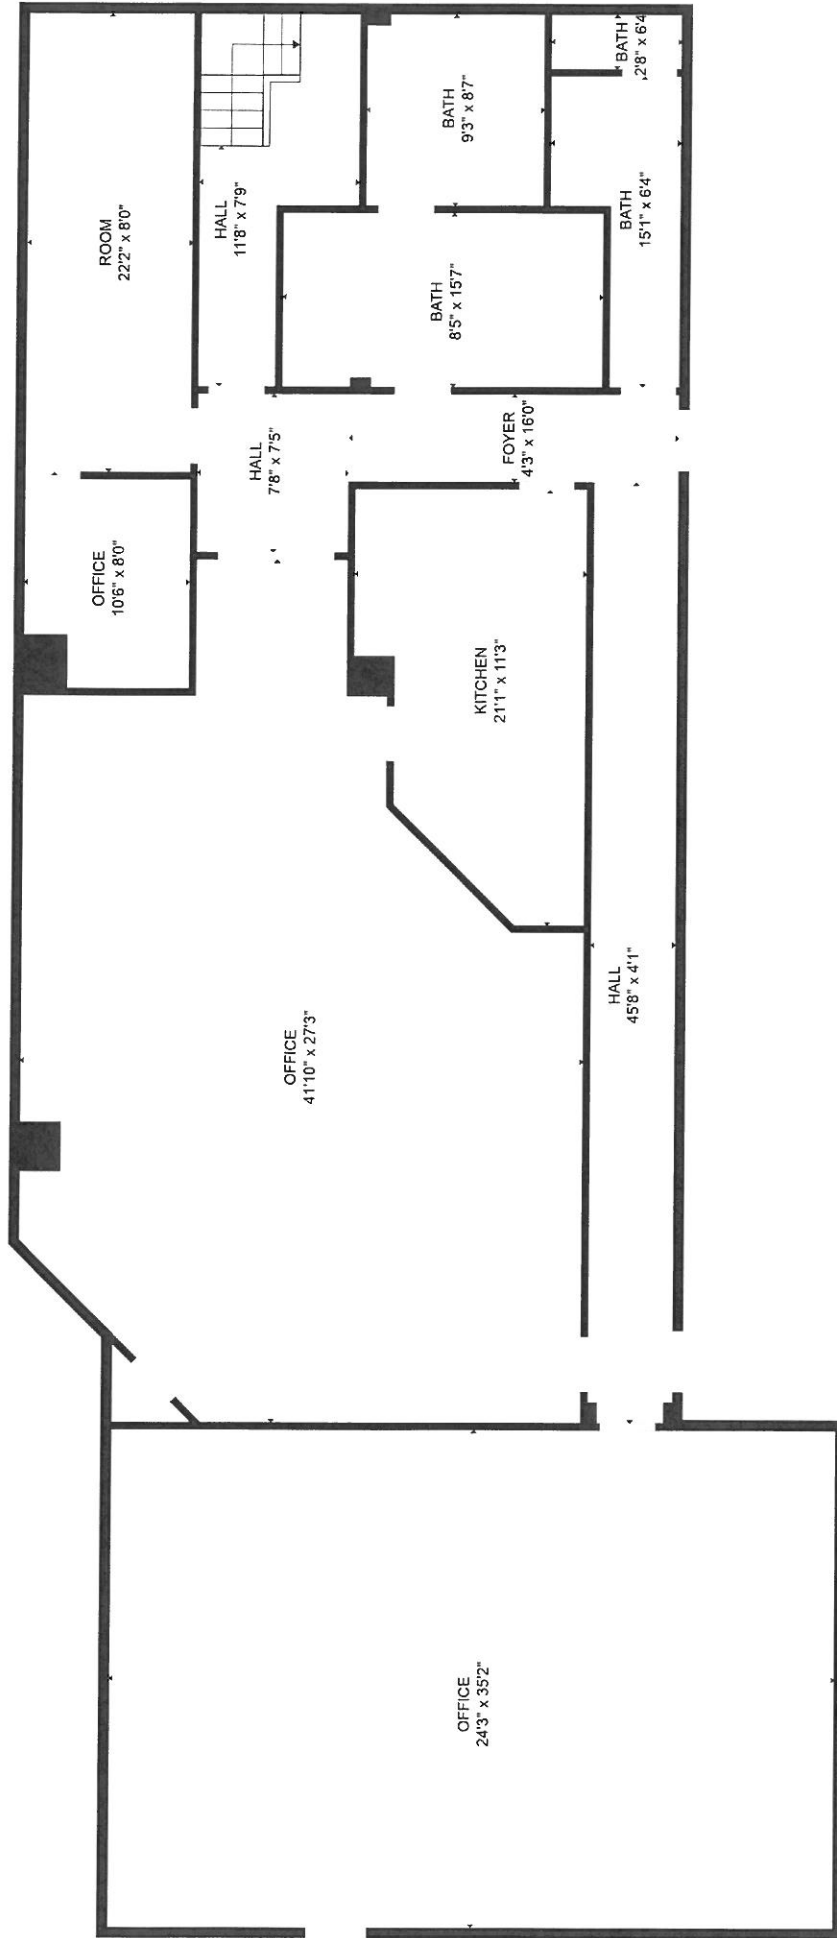 ROOM
22'2" x 8'0"
HALL
11'8" x 7'9"
BATH
9'3" x 8'7"
BATH
2'8" x 6'4
BATH
15'1" x 6'4"
BATH
8'5" x 15'7"
OFFICE
10'6" x 8'0"
HALL
7'8" x 7'5"
FOYER
4'3" x 16'0"
KITCHEN
21'1" x 11'3"
OFFICE
41'10" x 27'3"
HALL
45'8" x 4'1"
OFFICE
24'3" x 35'2"